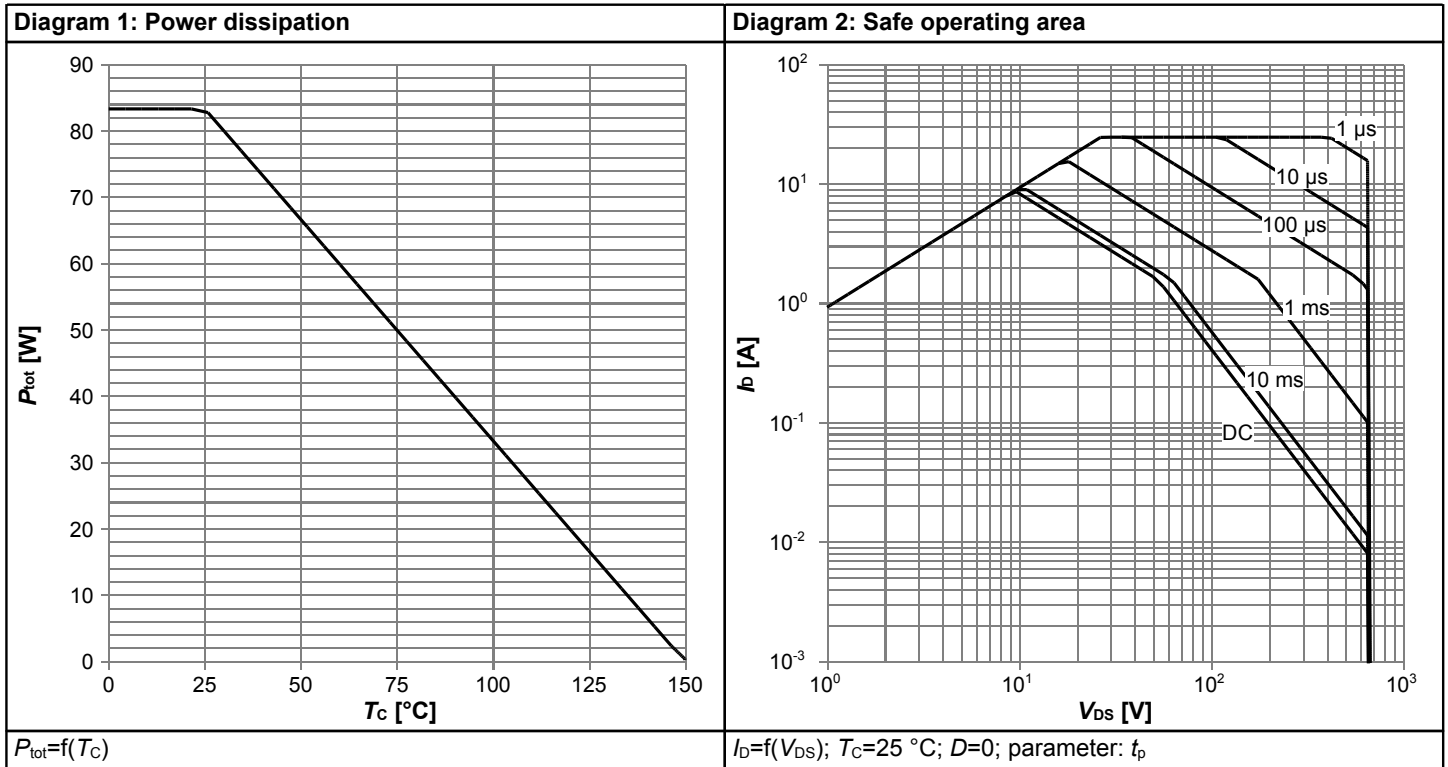 Diagram 1: Power dissipation
90
80
70
60
50
40
30
20
10
0
0 25 50 75 100 125 150
Ptot [W]
TC [°C]
Ptot=f(TC)
Diagram 2: Safe operating area
10²
10¹
10⁰
10⁻¹
10⁻²
10⁻³
10⁰ 10¹ 10² 10³
ID [A]
VDS [V]
1 µs
10 µs
100 µs
1 ms
10 ms
DC
ID=f(VDS); TC=25 °C; D=0; parameter: tp